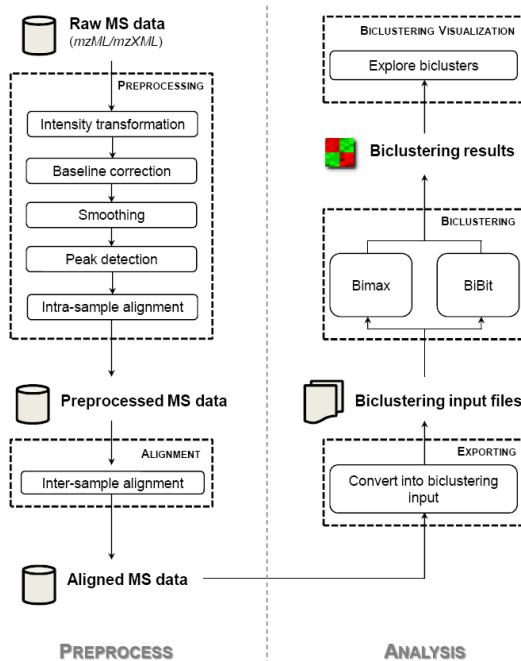 Raw MS data
(mzML/mzXML)
PREPROCESSING
Intensity transformation
Baseline correction
Smoothing
Peak detection
Intra-sample alignment
Preprocessed MS data
ALIGNMENT
Inter-sample alignment
Aligned MS data
PREPROCESS
BICLUSTERING VISUALIZATION
Explore biclusters
Biclustering results
BICLUSTERING
Bimax
BiBit
Biclustering input files
EXPORTING
Convert into biclustering
input
ANALYSIS